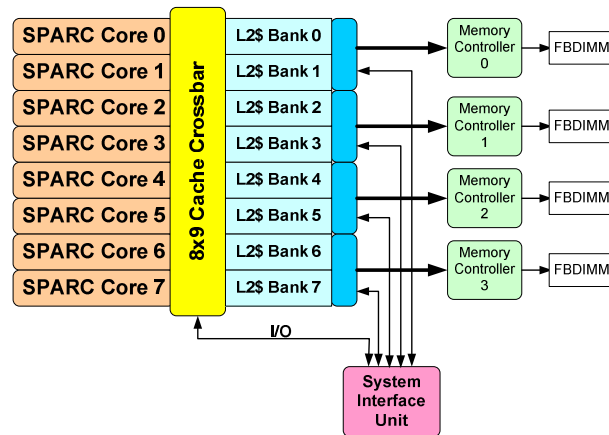 SPARC Core 0
SPARC Core 1
SPARC Core 2
SPARC Core 3
SPARC Core 4
SPARC Core 5
SPARC Core 6
SPARC Core 7
8x9 Cache Crossbar
L2$ Bank 0
L2$ Bank 1
L2$ Bank 2
L2$ Bank 3
L2$ Bank 4
L2$ Bank 5
L2$ Bank 6
L2$ Bank 7
Memory
Controller
0
FBDIMM
Memory
Controller
1
FBDIMM
Memory
Controller
2
FBDIMM
Memory
Controller
3
FBDIMM
I/O
System
Interface
Unit